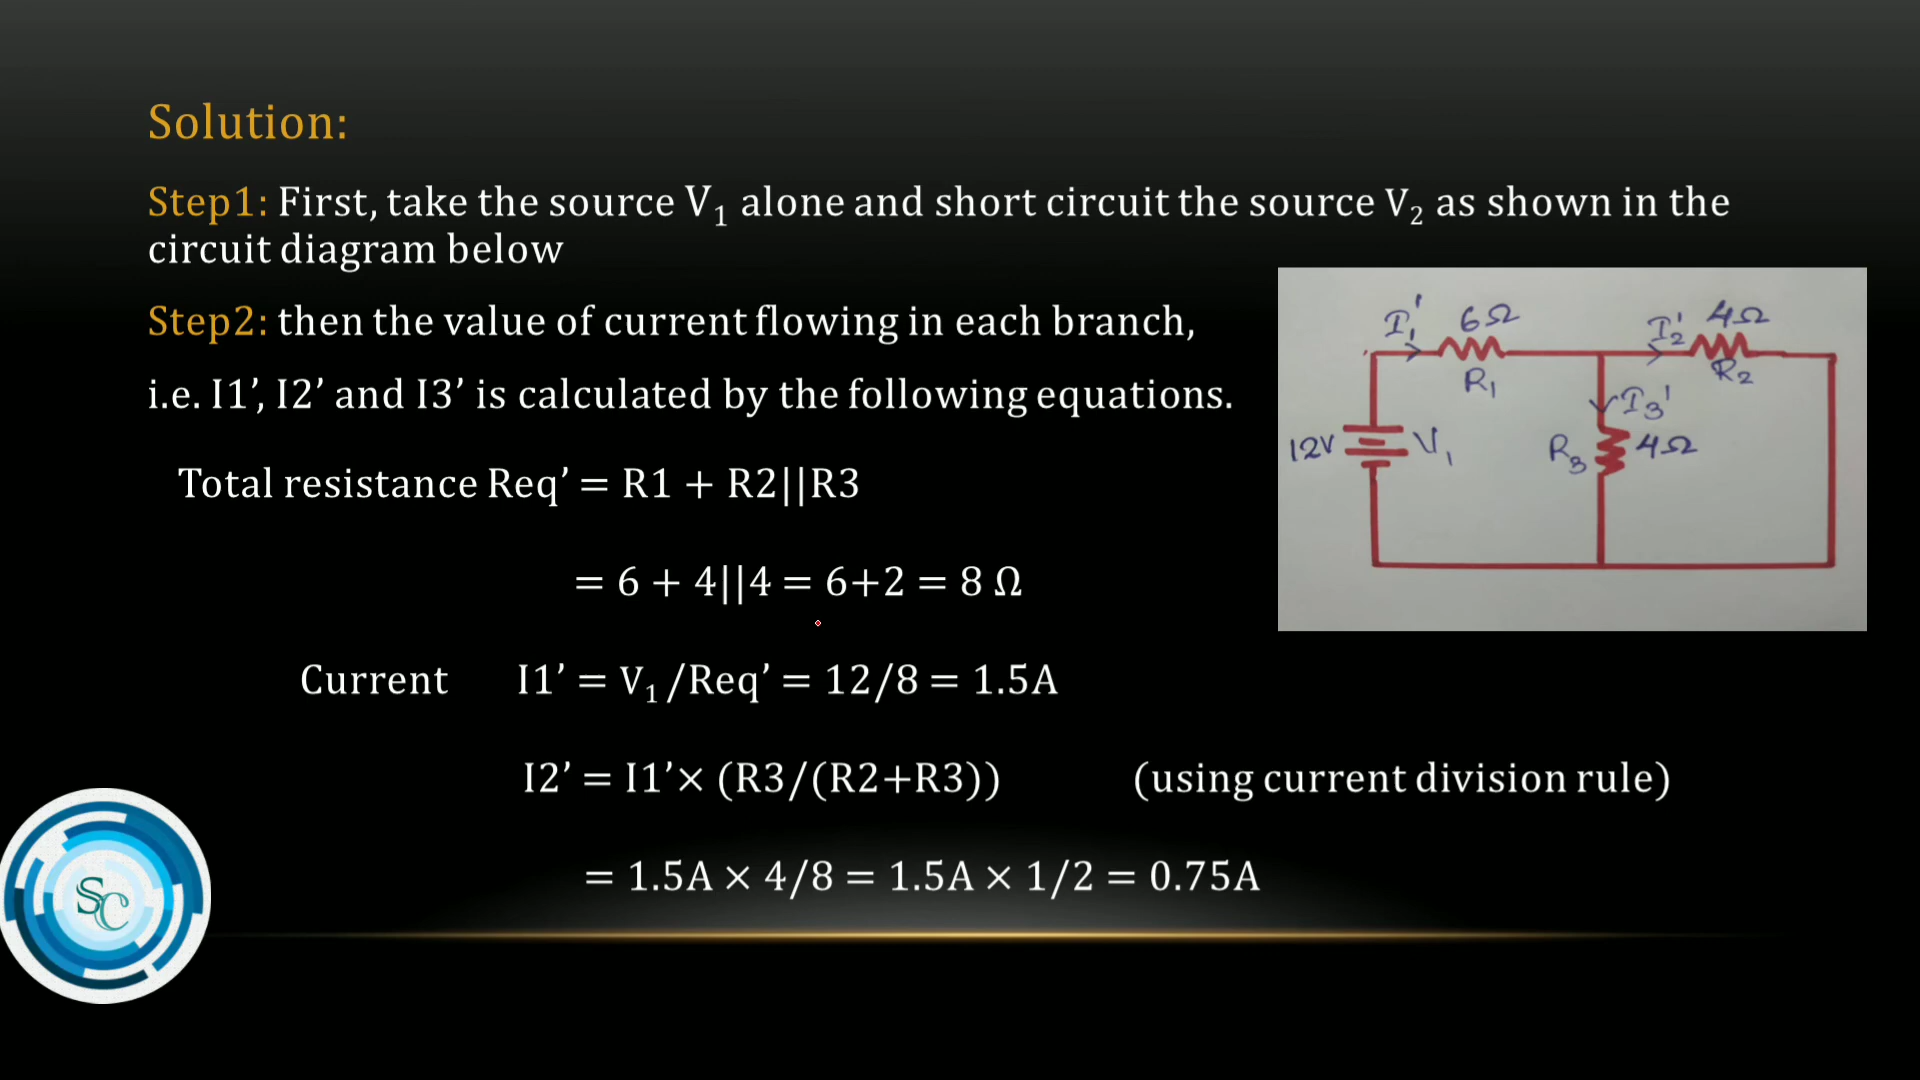 Solution:
Step1: First, take the source V₁ alone and short circuit the source V₂ as shown in the
circuit diagram below
Step2: then the value of current flowing in each branch,
i.e. I1’, I2’ and I3’ is calculated by the following equations.
Total resistance Req’ = R1 + R2||R3
= 6 + 4||4 = 6+2 = 8 Ω
Current I1’ = V₁ /Req’ = 12/8 = 1.5A
I2’ = I1’× (R3/(R2+R3)) (using current division rule)
= 1.5A × 4/8 = 1.5A × 1/2 = 0.75A
I₁' 6Ω I₂' 4Ω
R₁ R₂
I₃'
12V V₁ R₃ 4Ω
SC